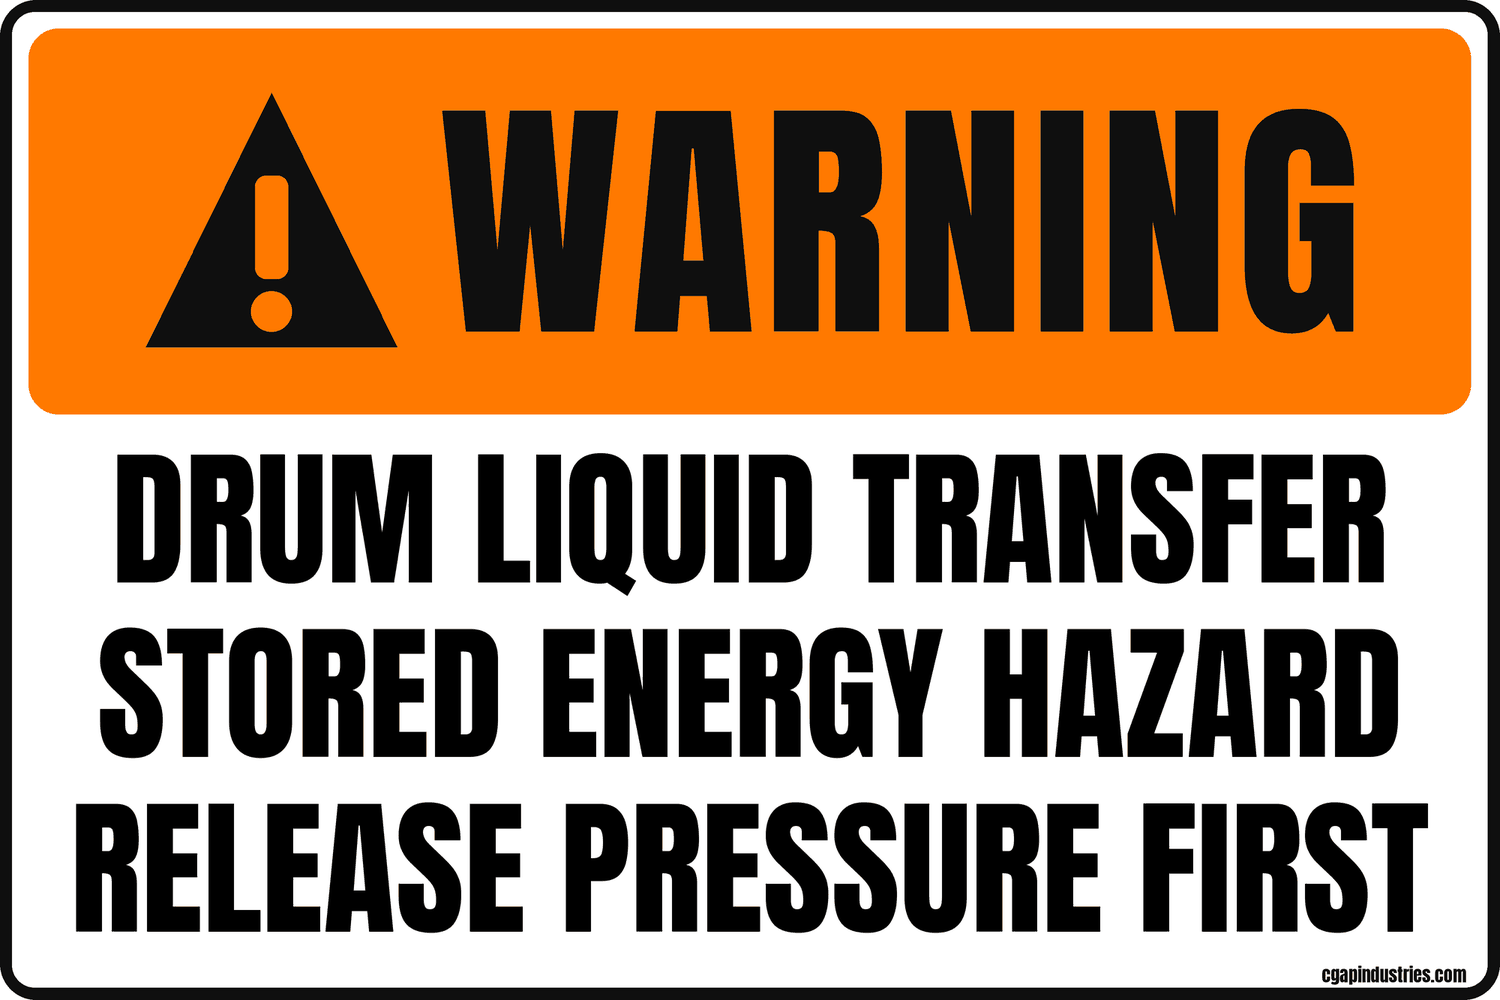 WARNING
DRUM LIQUID TRANSFER
STORED ENERGY HAZARD
RELEASE PRESSURE FIRST
cgapindustries.com